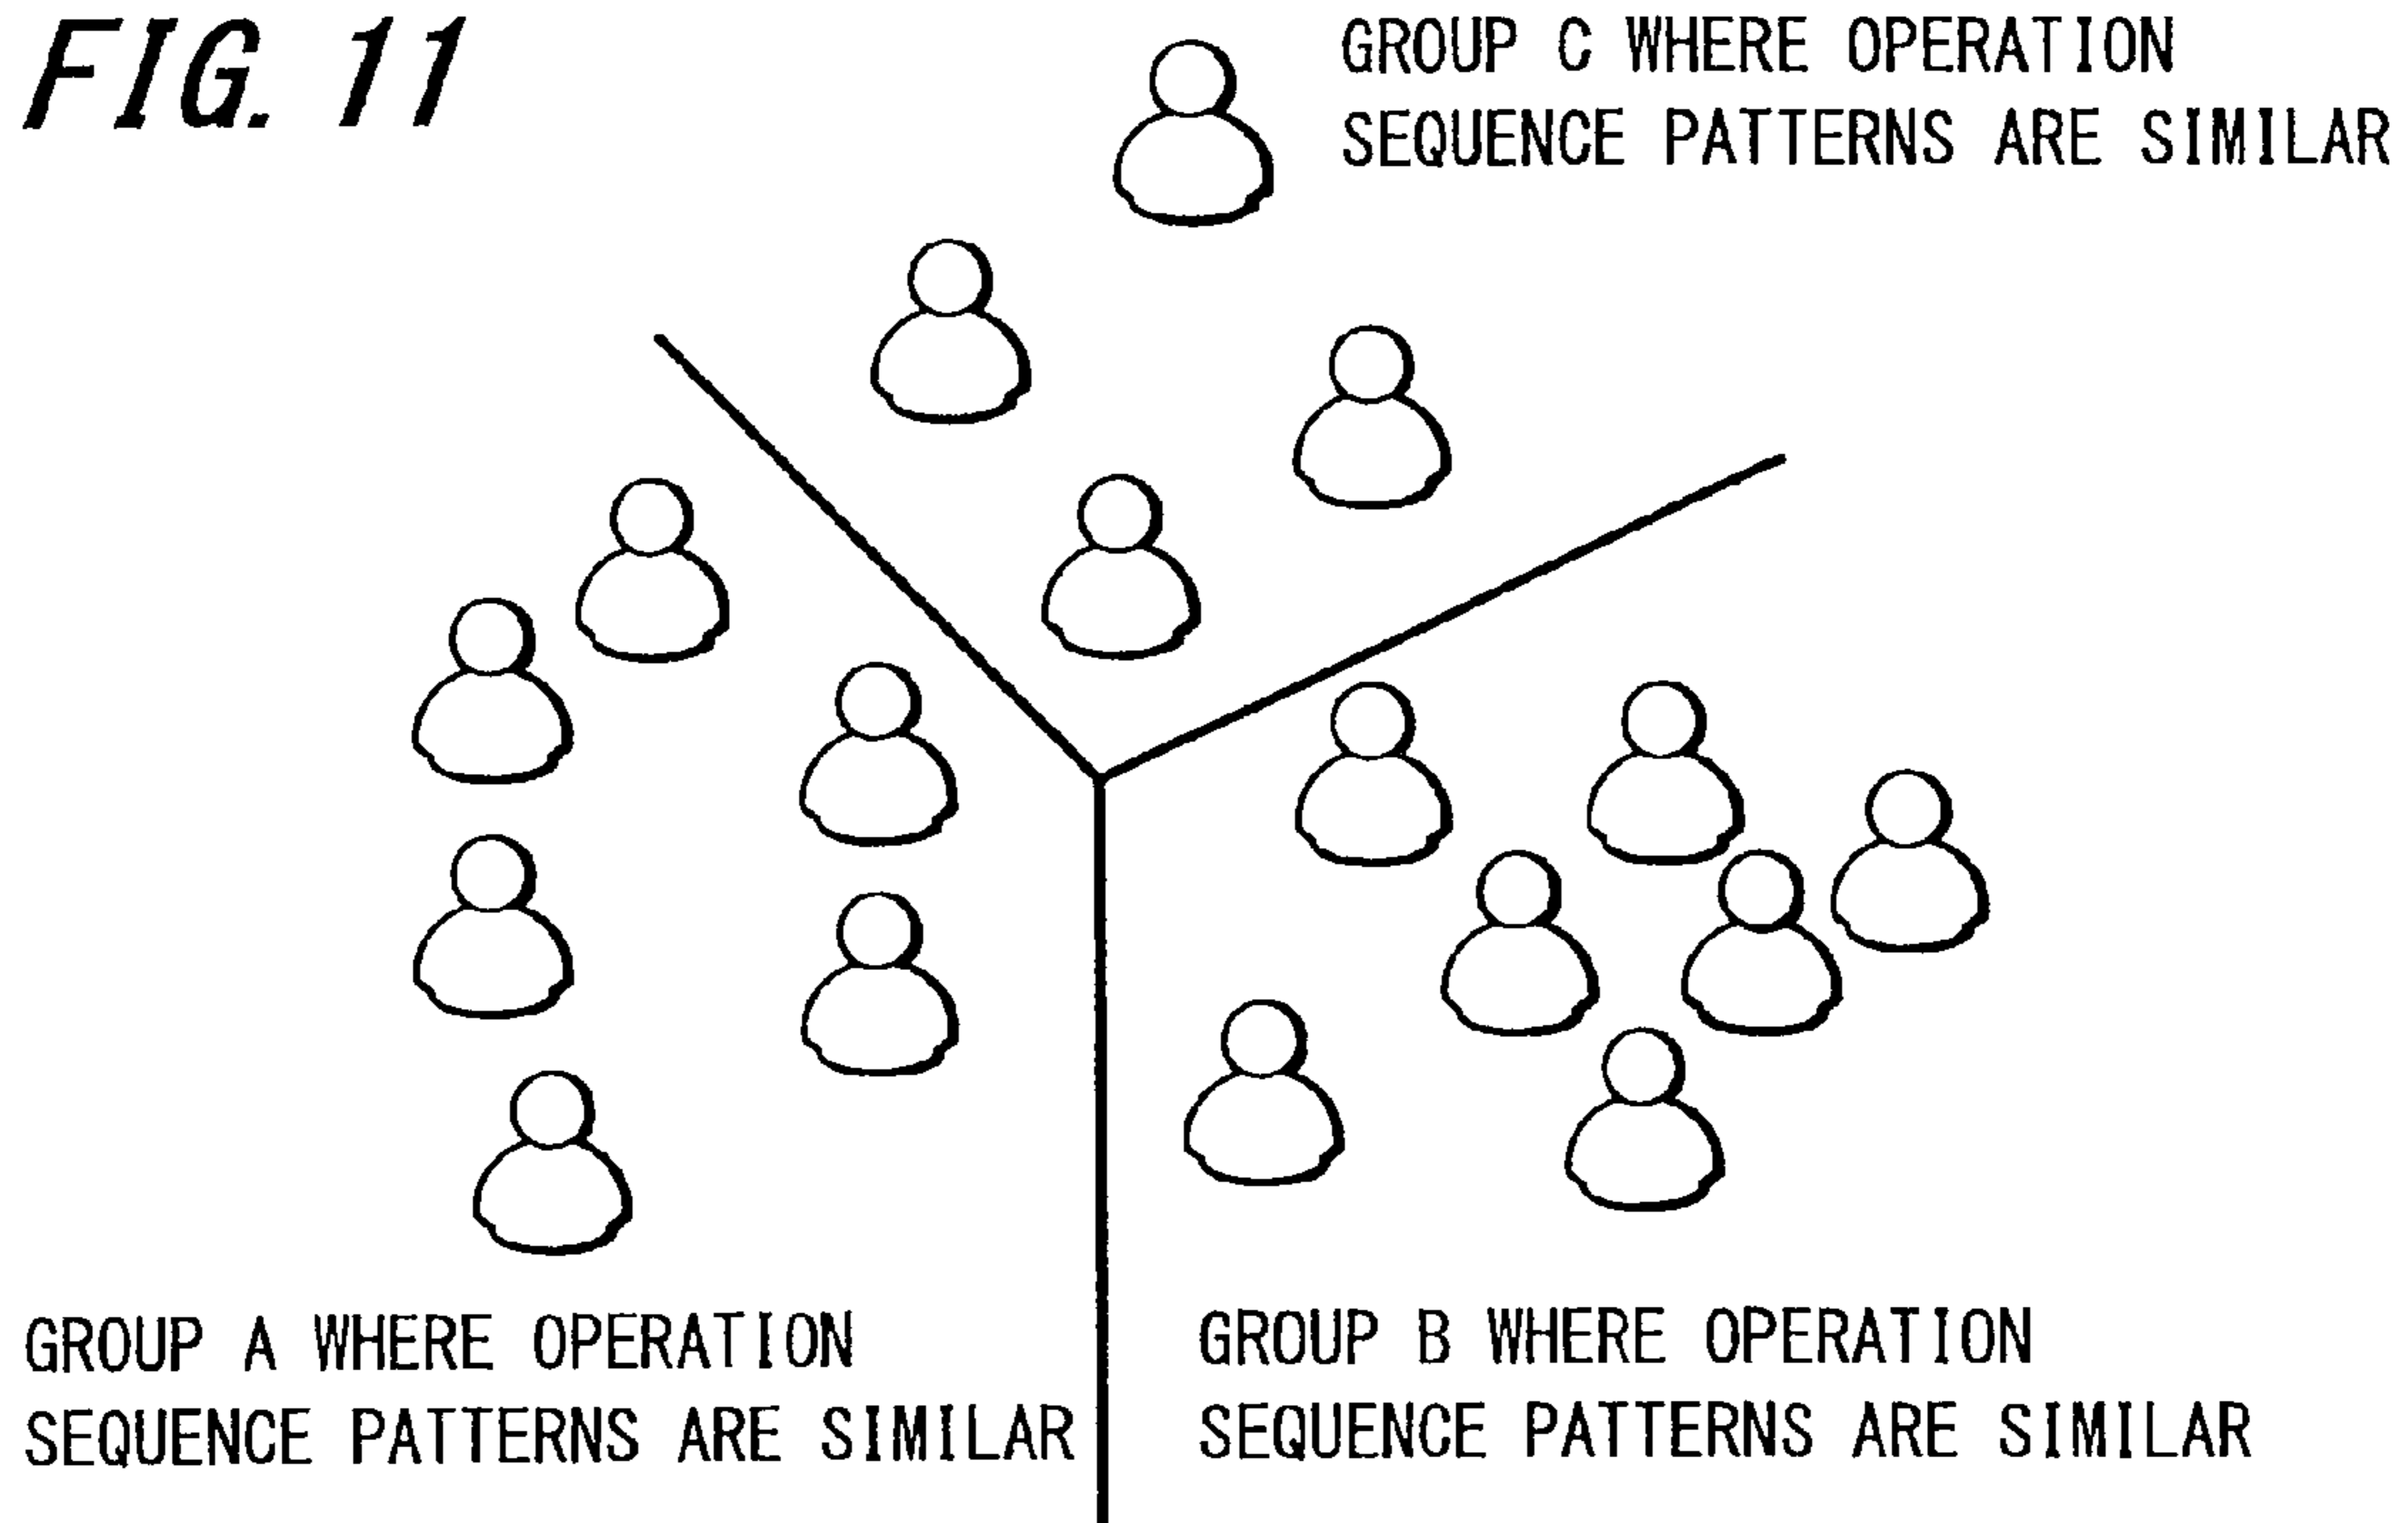 FIG. 11
GROUP C WHERE OPERATION
SEQUENCE PATTERNS ARE SIMILAR
GROUP A WHERE OPERATION
SEQUENCE PATTERNS ARE SIMILAR
GROUP B WHERE OPERATION
SEQUENCE PATTERNS ARE SIMILAR